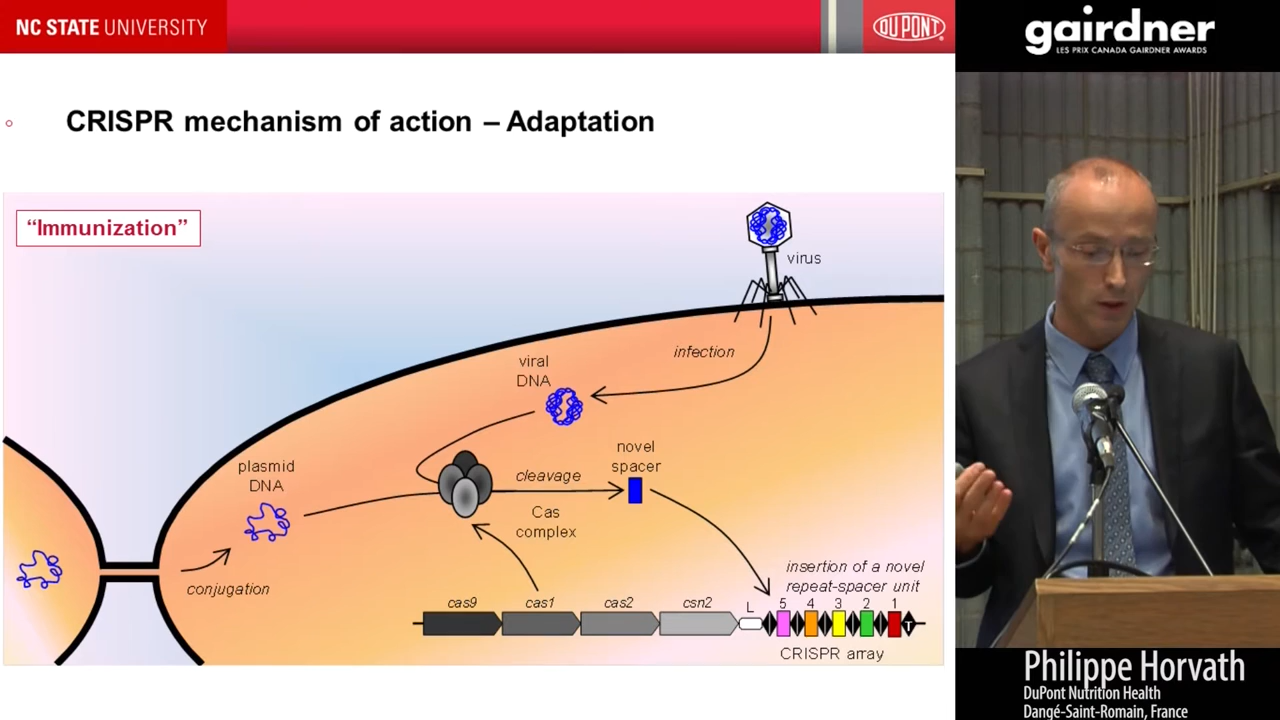 NC STATE UNIVERSITY
DUPONT
gairdner
LES PRIX CANADA GAIRDNER AWARDS
CRISPR mechanism of action – Adaptation
“Immunization”
virus
infection
viral
DNA
novel
spacer
plasmid
DNA
cleavage
Cas
complex
conjugation
insertion of a novel
repeat-spacer unit
cas9
cas1
cas2
csn2
L
5
4
3
2
1
T
CRISPR array
Philippe Horvath
DuPont Nutrition Health
Dangé-Saint-Romain, France